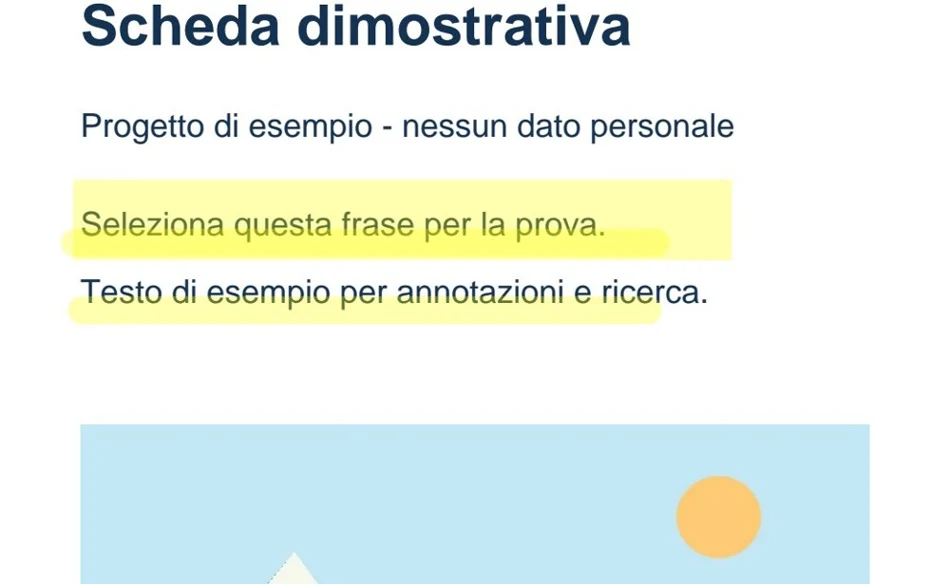 Scheda dimostrativa
Progetto di esempio - nessun dato personale
Seleziona questa frase per la prova.
Testo di esempio per annotazioni e ricerca.